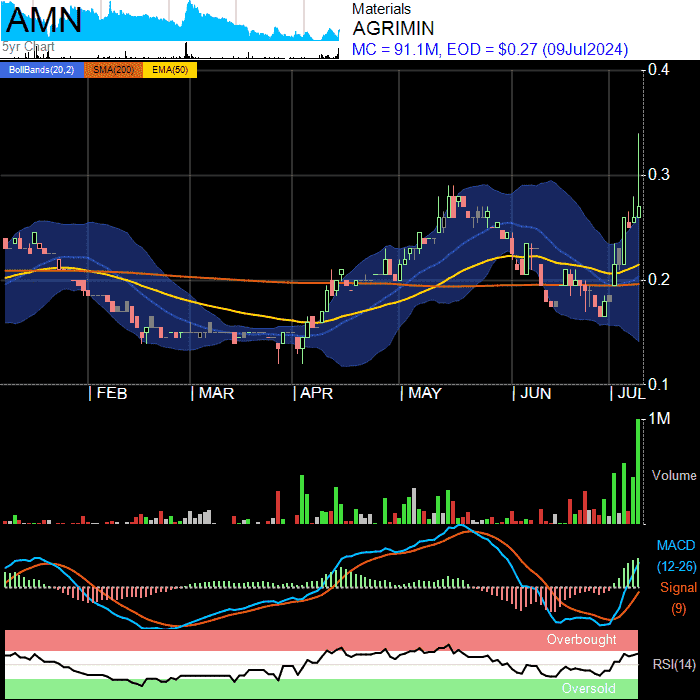 AMN
5yr Chart
Materials
AGRIMIN
MC = 91.1M, EOD = $0.27 (09Jul2024)
BollBands(20,2) SMA(200) EMA(50)
0.4
0.3
0.2
0.1
| FEB | MAR | APR | MAY | JUN | JUL
1M
Volume
MACD
(12-26)
Signal
(9)
Overbought
RSI(14)
Oversold